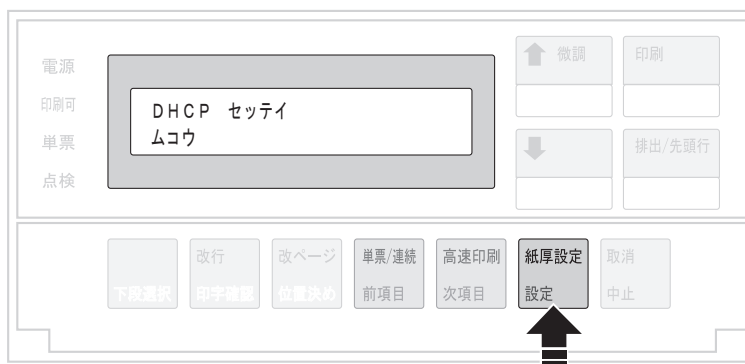 電源
印刷可
単票
点検
DHCP セッテイ
ムコウ
微調
印刷
排出/先頭行
下段選択
改行
印字確認
改ページ
位置決め
単票/連続
前項目
高速印刷
次項目
紙厚設定
設定
取消
中止